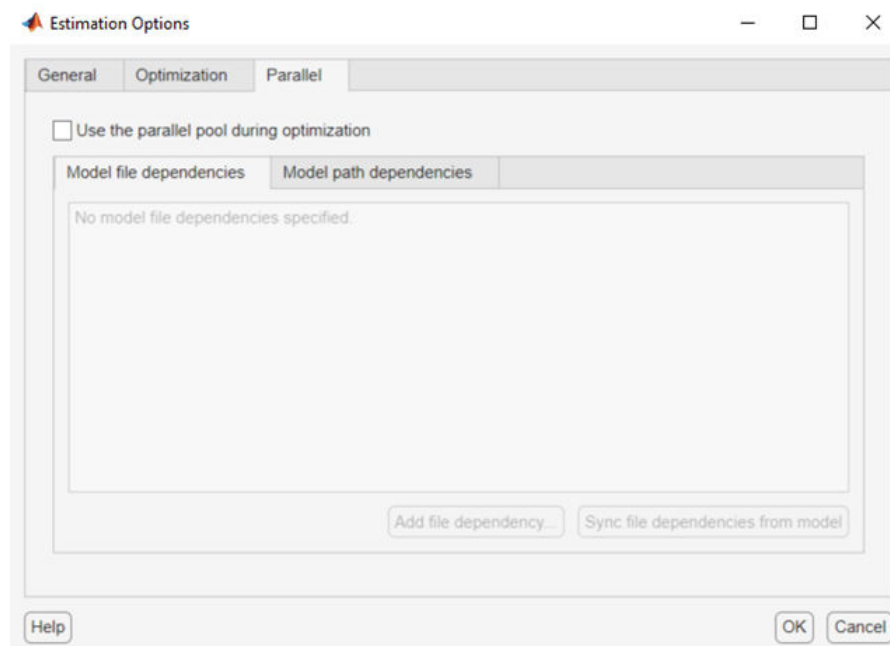 Estimation Options
General Optimization Parallel
Use the parallel pool during optimization
Model file dependencies Model path dependencies
No model file dependencies specified.
Add file dependency... Sync file dependencies from model
Help OK Cancel